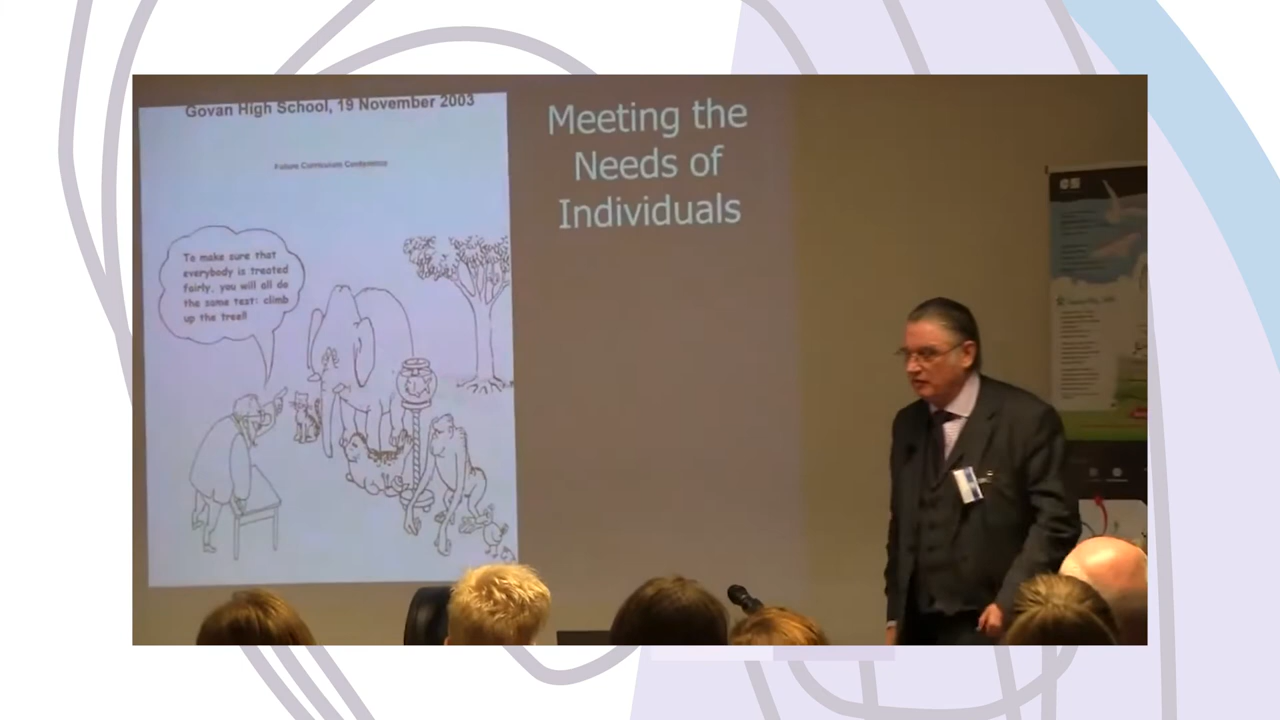 Govan High School, 19 November 2003
Future Curriculum Conference
To make sure that
everybody is treated
fairly, you will all do
the same test: climb
up the tree!!
Meeting the
Needs of
Individuals